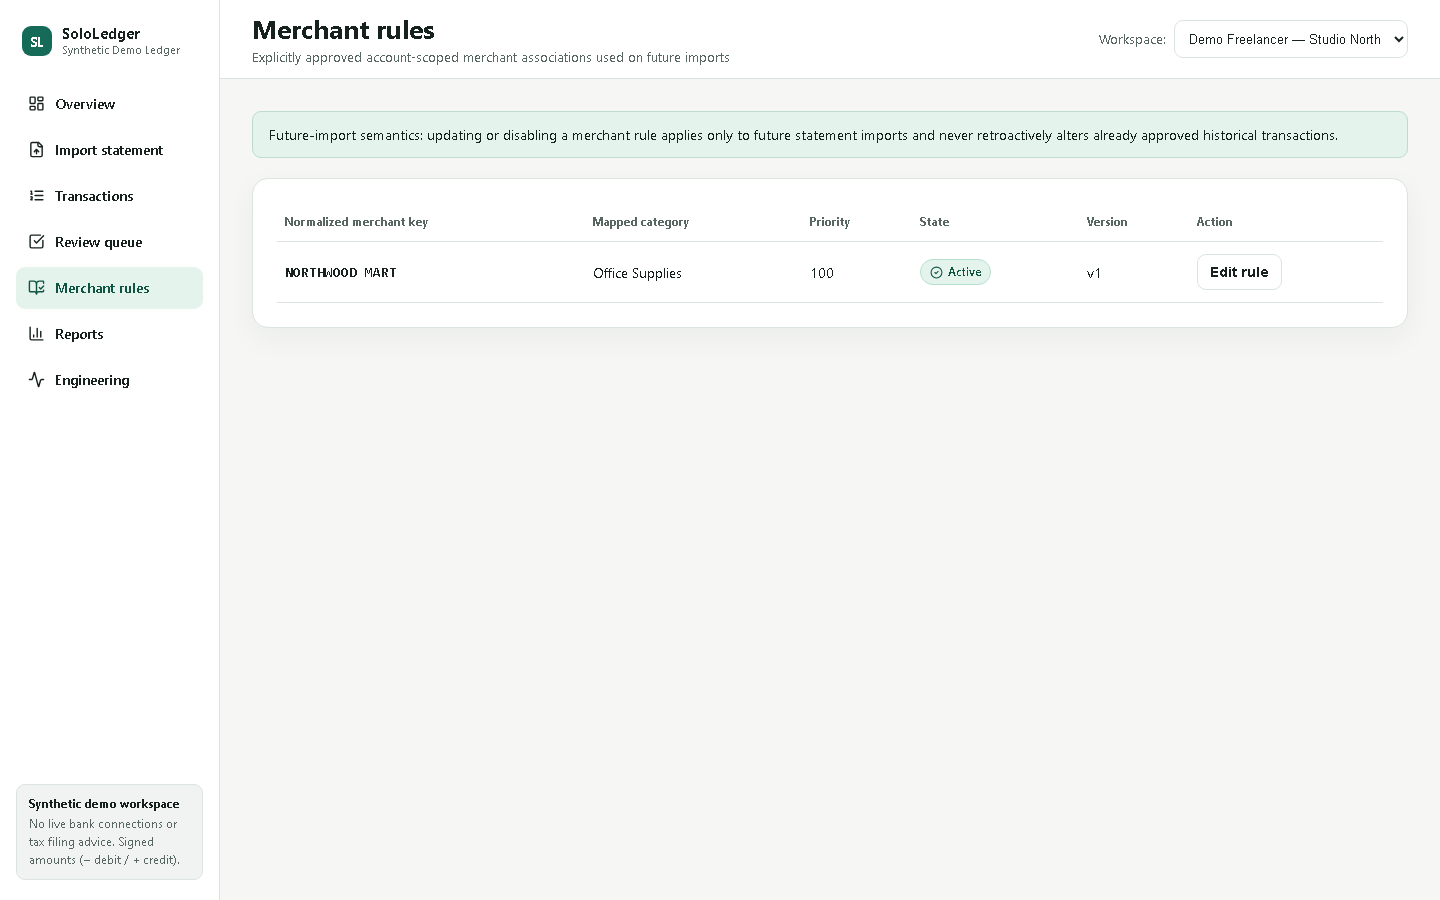 SL
SoloLedger
Synthetic Demo Ledger
Overview
Import statement
Transactions
Review queue
Merchant rules
Reports
Engineering
Synthetic demo workspace
No live bank connections or
tax filing advice. Signed
amounts (− debit / + credit).
Merchant rules
Explicitly approved account-scoped merchant associations used on future imports
Workspace: Demo Freelancer — Studio North
Future-import semantics: updating or disabling a merchant rule applies only to future statement imports and never retroactively alters already approved historical transactions.
Normalized merchant key Mapped category Priority State Version Action
NORTHWOOD MART Office Supplies 100 Active v1 Edit rule